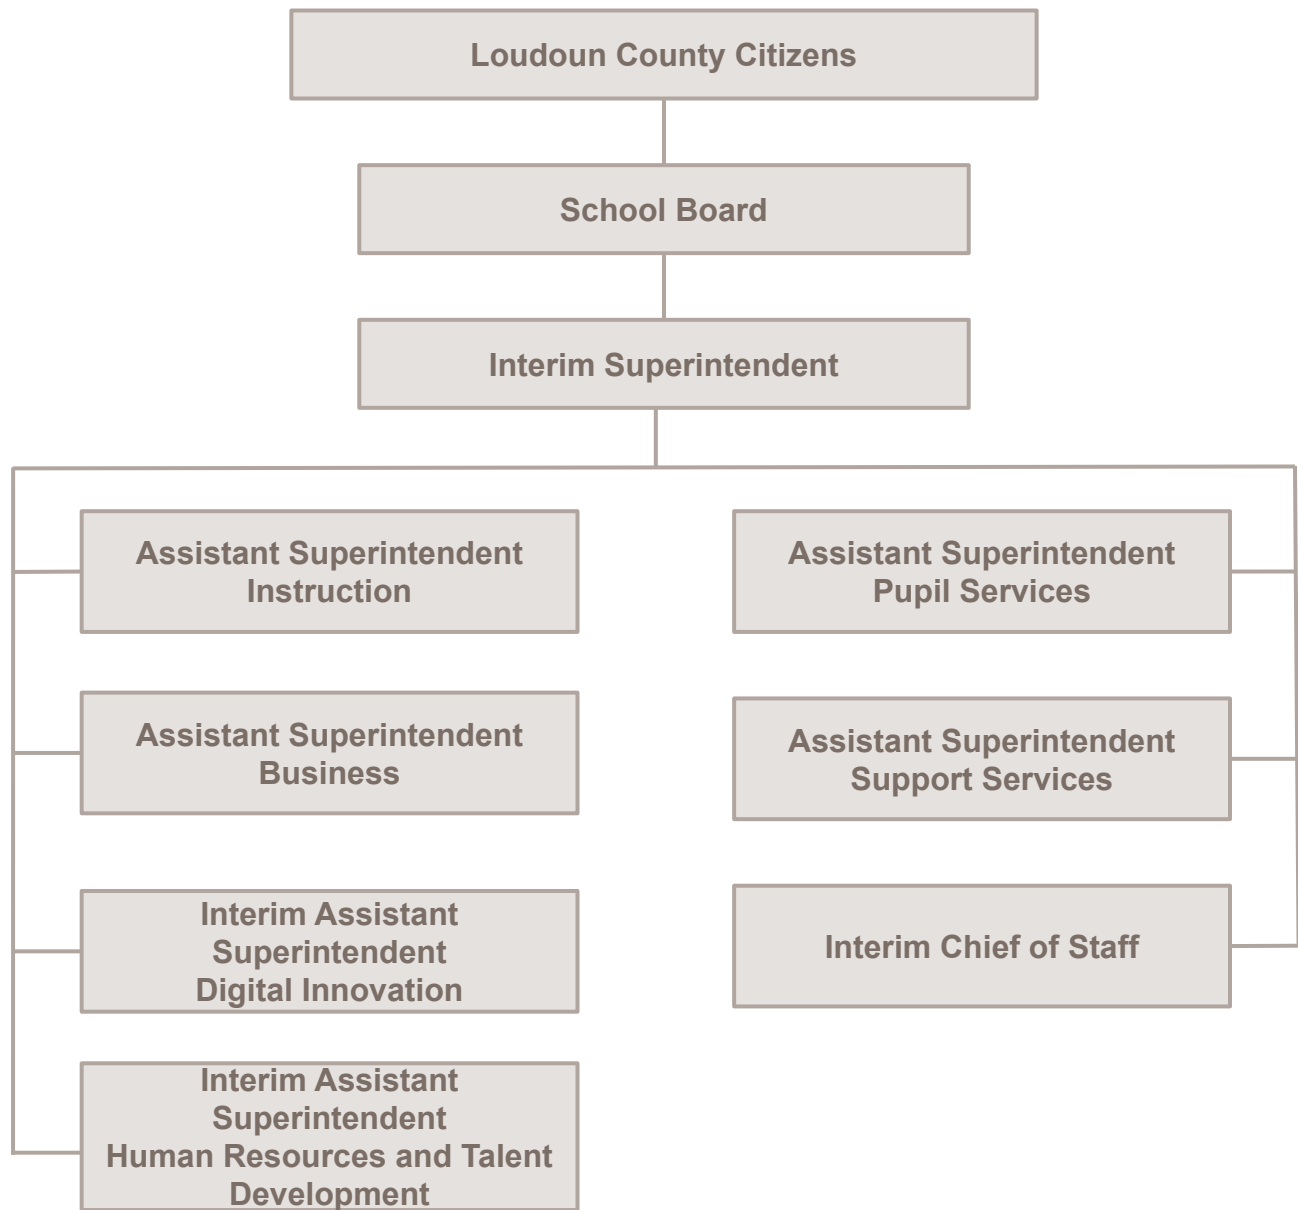 Loudoun County Citizens
School Board
Interim Superintendent
Assistant Superintendent
Instruction
Assistant Superintendent
Pupil Services
Assistant Superintendent
Business
Assistant Superintendent
Support Services
Interim Assistant
Superintendent
Digital Innovation
Interim Chief of Staff
Interim Assistant
Superintendent
Human Resources and Talent
Development